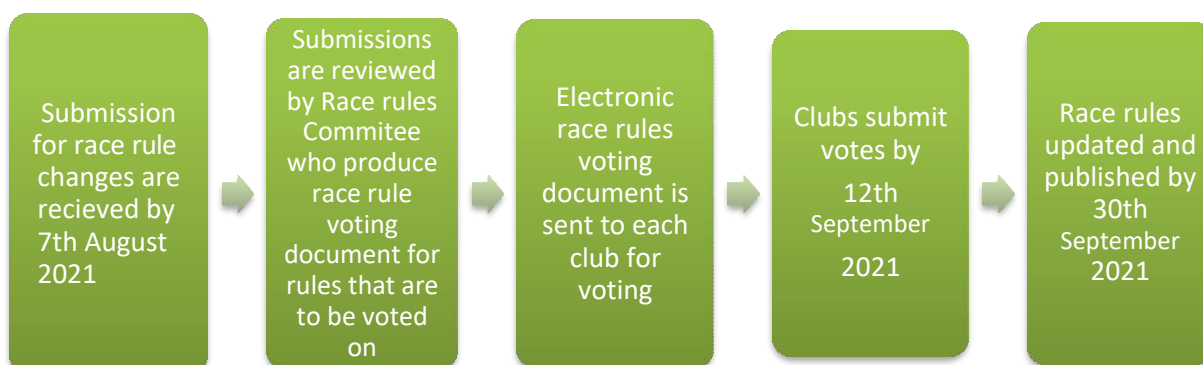 Submission
for race rule
changes are
recieved by
7th August
2021
Submissions
are reviewed
by Race rules
Commitee
who produce
race rule
voting
document for
rules that are
to be voted
on
Electronic
race rules
voting
document is
sent to each
club for
voting
Clubs submit
votes by
12th
September
2021
Race rules
updated and
published by
30th
September
2021